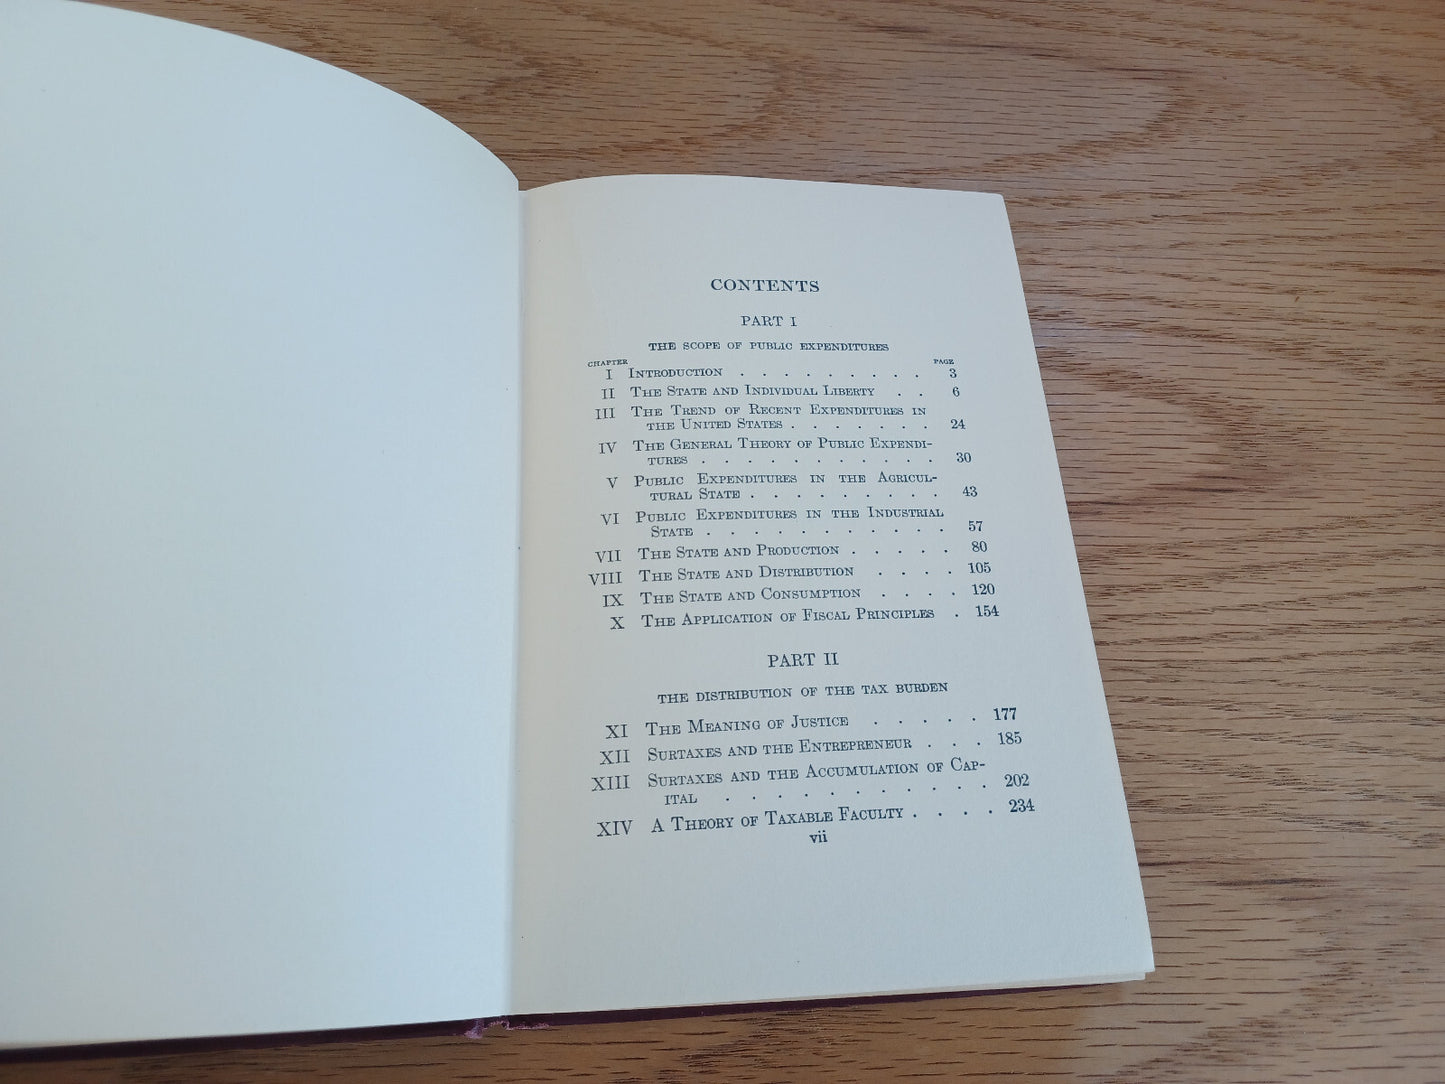 CONTENTS
PART I
THE SCOPE OF PUBLIC EXPENDITURES
CHAPTER PAGE
I INTRODUCTION . . . . . . . . . 3
II THE STATE AND INDIVIDUAL LIBERTY . . 6
III THE TREND OF RECENT EXPENDITURES IN
THE UNITED STATES . . . . . . . 24
IV THE GENERAL THEORY OF PUBLIC EXPENDI-
TURES . . . . . . . . . . . 30
V PUBLIC EXPENDITURES IN THE AGRICUL-
TURAL STATE . . . . . . . . . 43
VI PUBLIC EXPENDITURES IN THE INDUSTRIAL
STATE . . . . . . . . . . . 57
VII THE STATE AND PRODUCTION . . . . . 80
VIII THE STATE AND DISTRIBUTION . . . . 105
IX THE STATE AND CONSUMPTION . . . . 120
X THE APPLICATION OF FISCAL PRINCIPLES . 154
PART II
THE DISTRIBUTION OF THE TAX BURDEN
XI THE MEANING OF JUSTICE . . . . . 177
XII SURTAXES AND THE ENTREPRENEUR . . . 185
XIII SURTAXES AND THE ACCUMULATION OF CAP-
ITAL . . . . . . . . . . . 202
XIV A THEORY OF TAXABLE FACULTY . . . . 234
vii